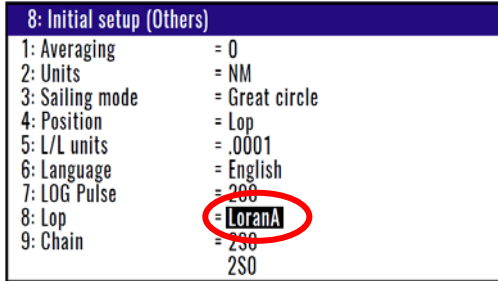 8: Initial setup (Others)
1: Averaging = 0
2: Units = NM
3: Sailing mode = Great circle
4: Position = Lop
5: L/L units = .0001
6: Language = English
7: LOG Pulse = 200
8: Lop = LoranA
9: Chain = 2S0
2S0